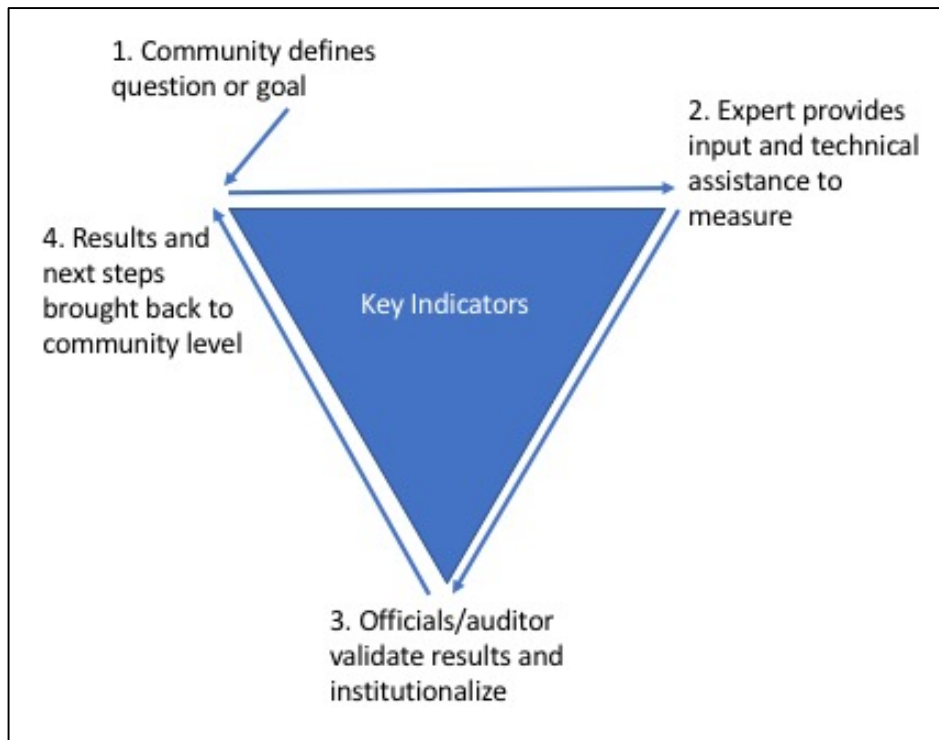 1. Community defines
question or goal
2. Expert provides
input and technical
assistance to
measure
4. Results and
next steps
brought back to
community level
Key Indicators
3. Officials/auditor
validate results and
institutionalize